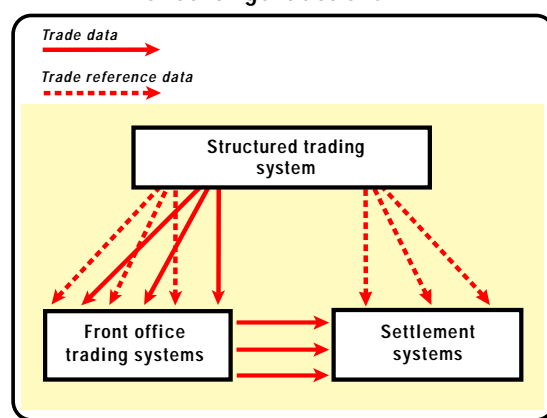 Trade data
Trade reference data
Structured trading
system
Front office
trading systems
Settlement
systems